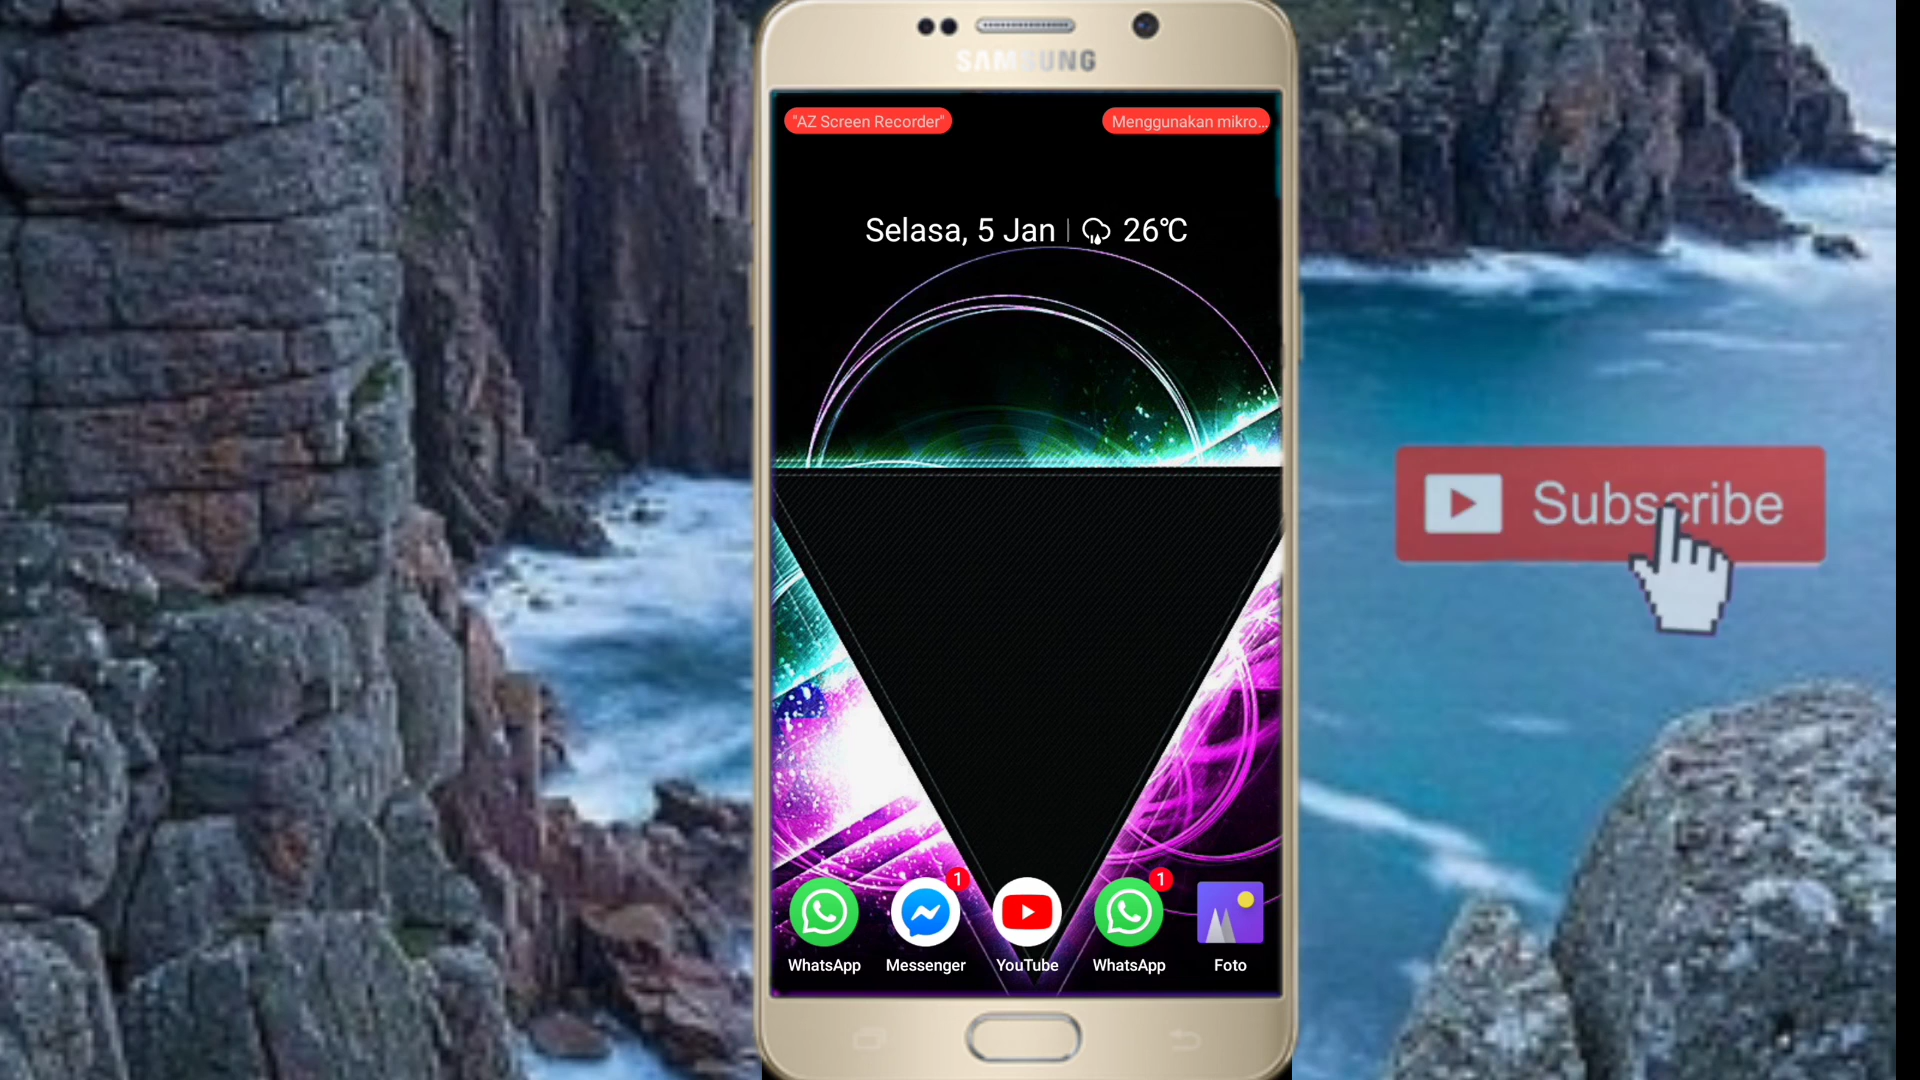 SAMSUNG
"AZ Screen Recorder"
Menggunakan mikro...
Selasa, 5 Jan 26℃
Subscribe
1
1
WhatsApp
Messenger
YouTube
WhatsApp
Foto